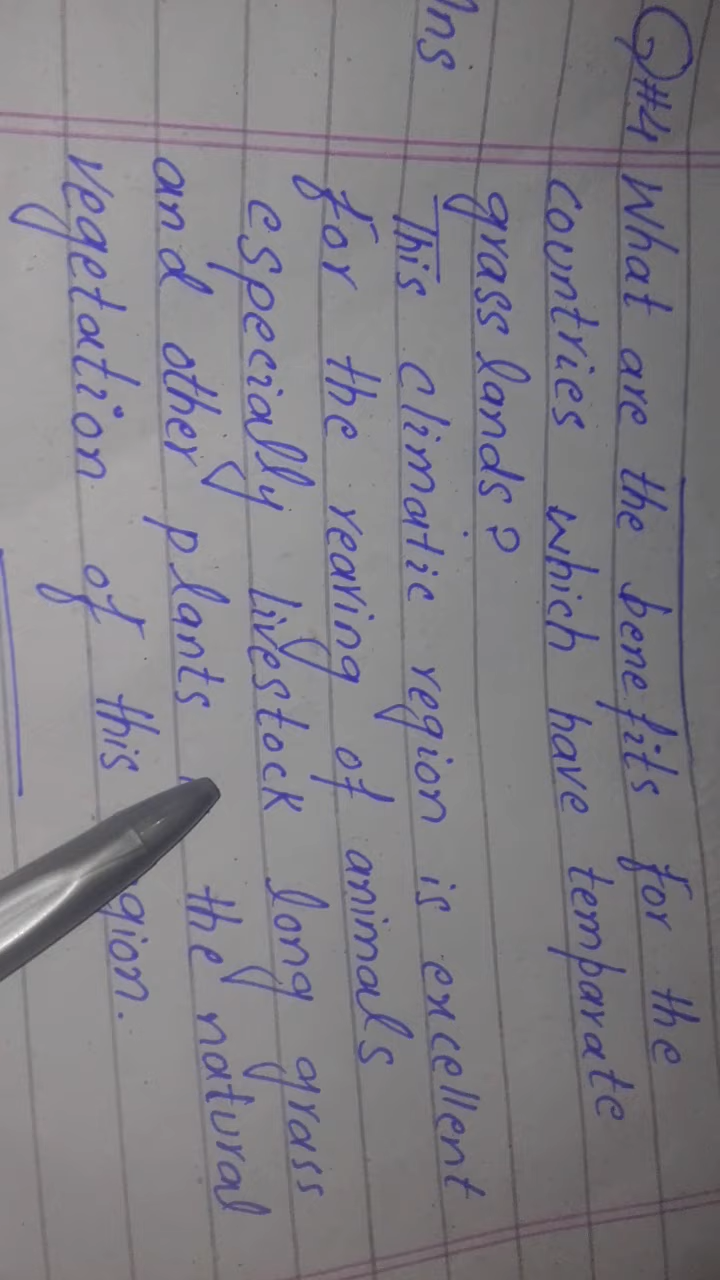 Q#4 What are the benefits for the
countries which have temparate
grass lands?
Ans This climatic region is excellent
for the rearing of animals
especially livestock long grass
and other plants the natural
vegetation of this